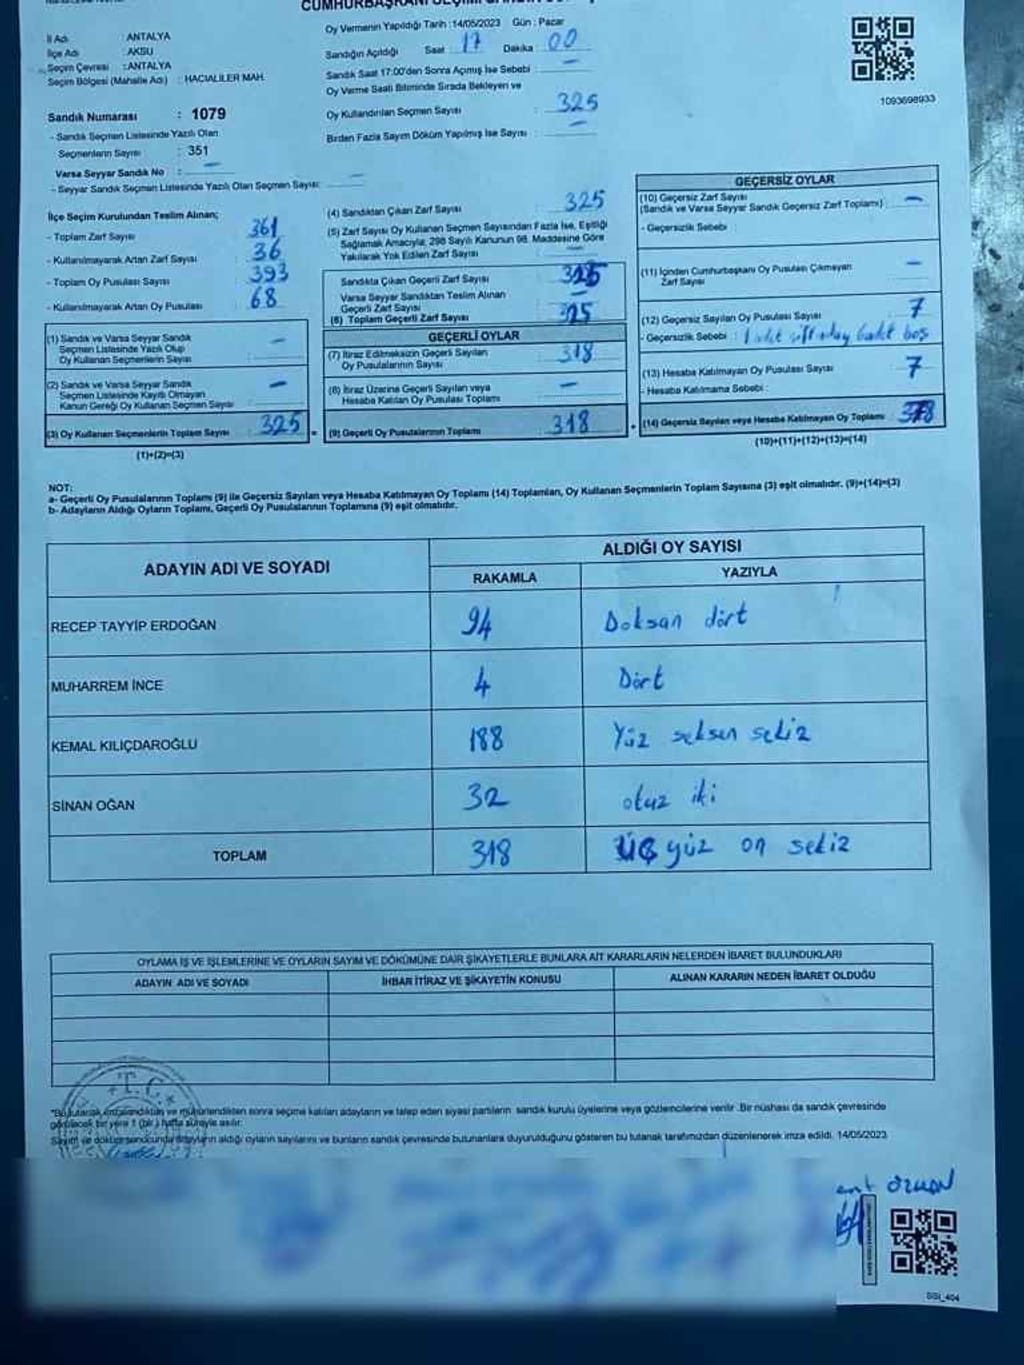 İl Adı : ANTALYA
İlçe Adı : AKSU
Seçim Çevresi : ANTALYA
Seçim Bölgesi (Mahalle Adı) : HACIALİLER MAH.
Sandık Numarası : 1079
- Sandık Seçmen Listesinde Yazılı Olan
Seçmenlerin Sayısı : 351
Varsa Seyyar Sandık No : –
- Seyyar Sandık Seçmen Listesinde Yazılı Olan Seçmen Sayısı: –
Oy Vermenin Yapıldığı Tarih : 14/05/2023 Gün : Pazar
Sandığın Açıldığı Saat : 17 Dakika : 00
Sandık Saat 17:00'den Sonra Açmış İse Sebebi : –
Oy Verme Saati Bitiminde Sırada Bekleyen ve
Oy Kullandırılan Seçmen Sayısı : 325
Birden Fazla Sayım Döküm Yapılmış İse Sayısı : –
1093698933
İlçe Seçim Kurulundan Teslim Alınan;
- Toplam Zarf Sayısı : 361
- Kullanılmayarak Artan Zarf Sayısı : 36
- Toplam Oy Pusulası Sayısı : 393
- Kullanılmayarak Artan Oy Pusulası : 68
(1) Sandık ve Varsa Seyyar Sandık
Seçmen Listesinde Yazılı Olup
Oy Kullanan Seçmenlerin Sayısı : –
(2) Sandık ve Varsa Seyyar Sandık
Seçmen Listesinde Kayıtlı Olmayan
Kanun Gereği Oy Kullanan Seçmen Sayısı : –
(3) Oy Kullanan Seçmenlerin Toplam Sayısı : 325
(1)+(2)=(3)
(4) Sandıktan Çıkan Zarf Sayısı : 325
(5) Zarf Sayısı Oy Kullanan Seçmen Sayısından Fazla İse, Eşitliği
Sağlamak Amacıyla, 298 Sayılı Kanunun 98. Maddesine Göre
Yakılarak Yok Edilen Zarf Sayısı : –
Sandıkta Çıkan Geçerli Zarf Sayısı : 325
Varsa Seyyar Sandıktan Teslim Alınan
Geçerli Zarf Sayısı
(6) Toplam Geçerli Zarf Sayısı : 325
GEÇERLİ OYLAR
(7) İtiraz Edilmeksizin Geçerli Sayılan
Oy Pusulalarının Sayısı : 318
(8) İtiraz Üzerine Geçerli Sayılan veya
Hesaba Katılan Oy Pusulası Toplamı : –
= (9) Geçerli Oy Pusulalarının Toplamı : 318
GEÇERSİZ OYLAR
(10) Geçersiz Zarf Sayısı
(Sandık ve Varsa Seyyar Sandık Geçersiz Zarf Toplamı) : –
- Geçersizlik Sebebi :
(11) İçinden Cumhurbaşkanı Oy Pusulası Çıkmayan
Zarf Sayısı : –
(12) Geçersiz Sayılan Oy Pusulası Sayısı : 7
- Geçersizlik Sebebi : 1 adet boş
(13) Hesaba Katılmayan Oy Pusulası Sayısı : 7
- Hesaba Katılmama Sebebi :
(14) Geçersiz Sayılan veya Hesaba Katılmayan Oy Toplamı :
(10)+(11)+(12)+(13)=(14)
NOT:
a- Geçerli Oy Pusulalarının Toplamı (9) ile Geçersiz Sayılan veya Hesaba Katılmayan Oy Toplamı (14) Toplamları, Oy Kullanan Seçmenlerin Toplam Sayısına (3) eşit olmalıdır. (9)+(14)=(3)
b- Adayların Aldığı Oyların Toplamı, Geçerli Oy Pusulalarının Toplamına (9) eşit olmalıdır.
ADAYIN ADI VE SOYADI ALDIĞI OY SAYISI
RAKAMLA YAZIYLA
RECEP TAYYİP ERDOĞAN 94 Doksan dört
MUHARREM İNCE 4 Dört
KEMAL KILIÇDAROĞLU 188 Yüz seksen sekiz
SİNAN OĞAN 32 otuz iki
TOPLAM 318 üç yüz on sekiz
OYLAMA İŞ VE İŞLEMLERİNE VE OYLARIN SAYIM VE DÖKÜMÜNE DAİR ŞİKAYETLERLE BUNLARA AİT KARARLARIN NELERDEN İBARET BULUNDUKLARI
ADAYIN ADI VE SOYADI İHBAR İTİRAZ VE ŞİKAYETİN KONUSU ALINAN KARARIN NEDEN İBARET OLDUĞU
T.C.
*Bu tutanak imzalandıktan ve mühürlendikten sonra seçime katılan adayların ve talep eden siyasi partilerin sandık kurulu üyelerine veya gözlemcilerine verilir. Bir nüshası da sandık çevresinde
görülecek bir yere 1 (bir) hafta süreyle asılır.
Sayım ve döküm sonucunda adayların aldığı oyların sayılarını ve bunların sandık çevresinde bulunanlara duyurulduğunu gösteren bu tutanak tarafımızdan düzenlenerek imza edildi. 14/05/2023
ÖZKAN
SSI_404